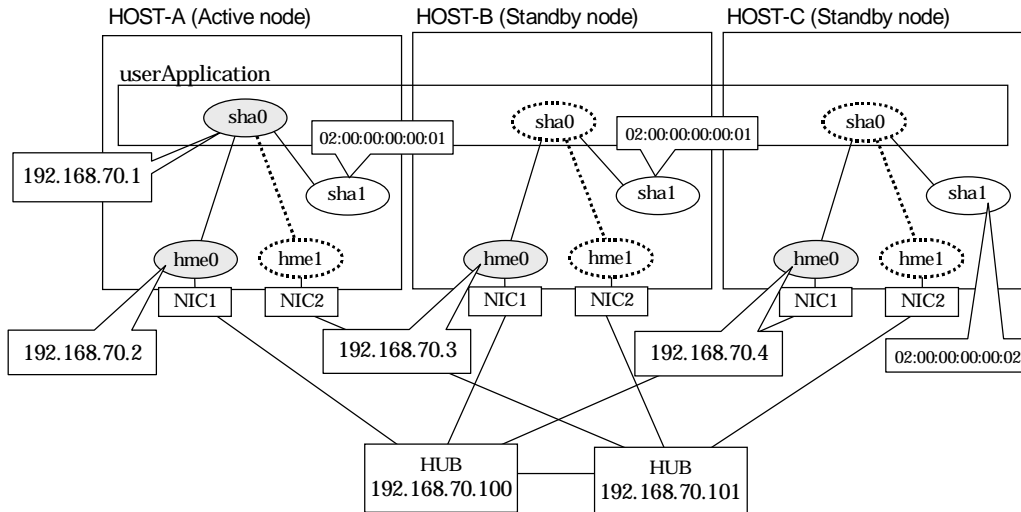 HOST-A (Active node)
HOST-B (Standby node)
HOST-C (Standby node)
userApplication
sha0
02:00:00:00:00:01
sha0
02:00:00:00:00:01
sha0
192.168.70.1
sha1
sha1
sha1
hme0
hme1
hme0
hme1
hme0
hme1
NIC1
NIC2
NIC1
NIC2
NIC1
NIC2
192.168.70.2
192.168.70.3
192.168.70.4
02:00:00:00:00:02
HUB
192.168.70.100
HUB
192.168.70.101